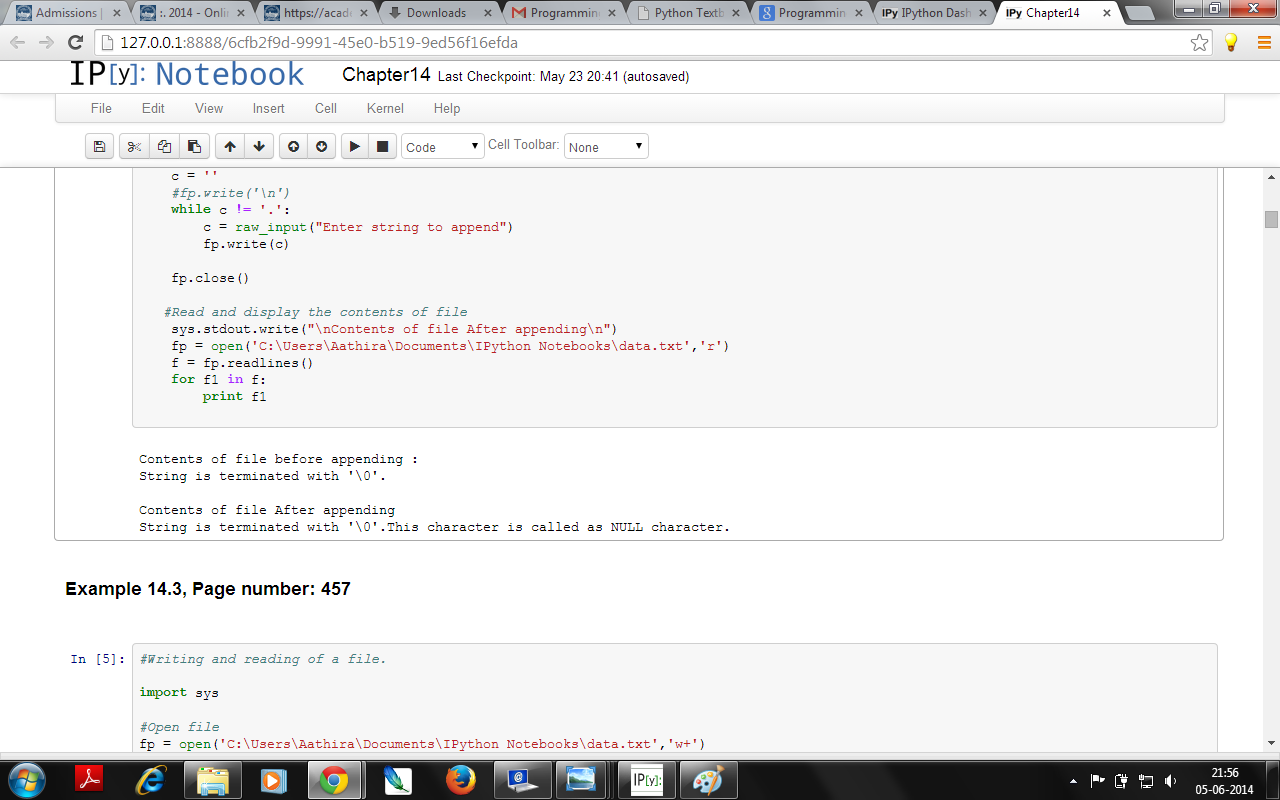 Admissions |
:. 2014 - Onli
https://acade
Downloads
Programmin
Python Textb
Programmin
IPy IPython Dash
IPy Chapter14
127.0.0.1:8888/6cfb2f9d-9991-45e0-b519-9ed56f16efda
IP[y]: Notebook Chapter14 Last Checkpoint: May 23 20:41 (autosaved)
File Edit View Insert Cell Kernel Help
Code Cell Toolbar: None
c = ''
#fp.write('\n')
while c != '.':
c = raw_input("Enter string to append")
fp.write(c)
fp.close()
#Read and display the contents of file
sys.stdout.write("\nContents of file After appending\n")
fp = open('C:\Users\Aathira\Documents\IPython Notebooks\data.txt','r')
f = fp.readlines()
for f1 in f:
print f1
Contents of file before appending :
String is terminated with '\0'.
Contents of file After appending
String is terminated with '\0'.This character is called as NULL character.
Example 14.3, Page number: 457
In [5]: #Writing and reading of a file.
import sys
#Open file
fp = open('C:\Users\Aathira\Documents\IPython Notebooks\data.txt','w+')
IP[y]:
21:56
05-06-2014